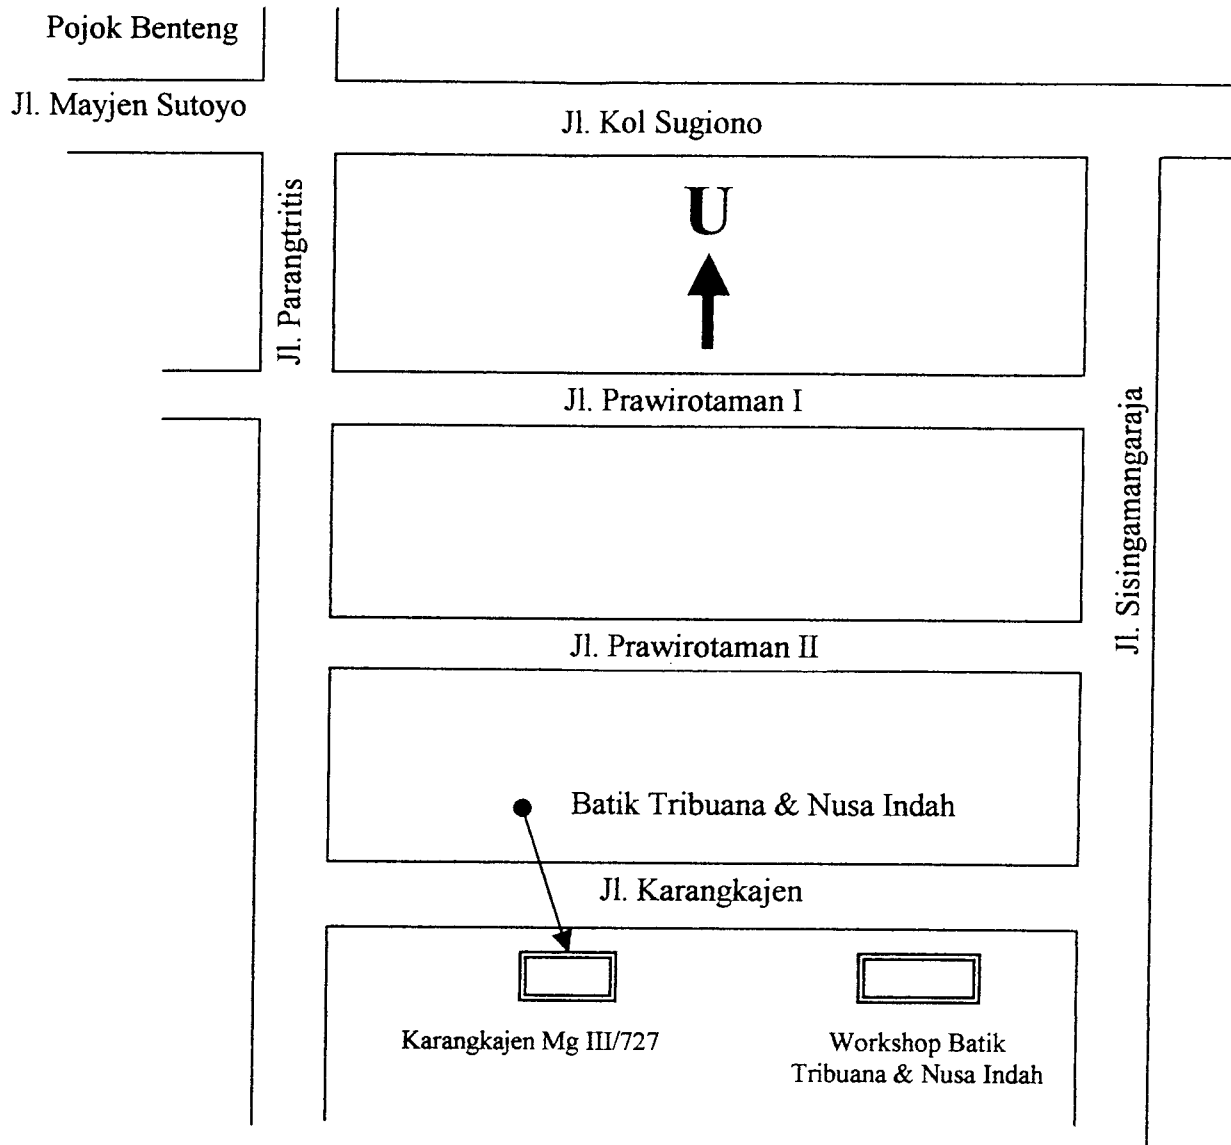 Pojok Benteng
Jl. Mayjen Sutoyo
Jl. Kol Sugiono
U
Jl. Parangtritis
Jl. Prawirotaman I
Jl. Sisingamangaraja
Jl. Prawirotaman II
Batik Tribuana & Nusa Indah
Jl. Karangkajen
Karangkajen Mg III/727
Workshop Batik
Tribuana & Nusa Indah